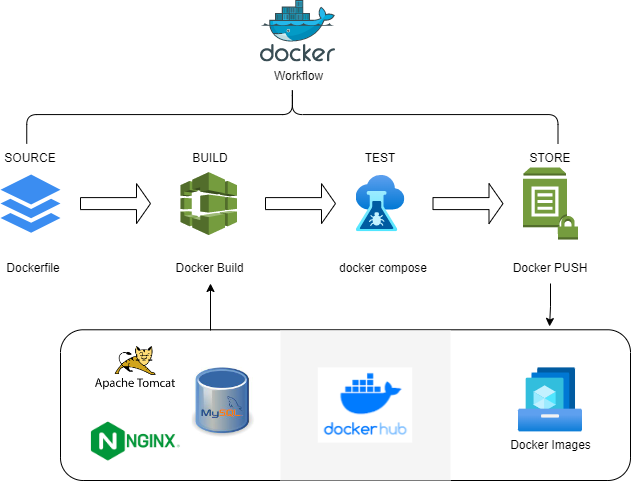 docker
Workflow
SOURCE
BUILD
TEST
STORE
Dockerfile
Docker Build
docker compose
Docker PUSH
Apache Tomcat
MySQL
NGINX
dockerhub
Docker Images